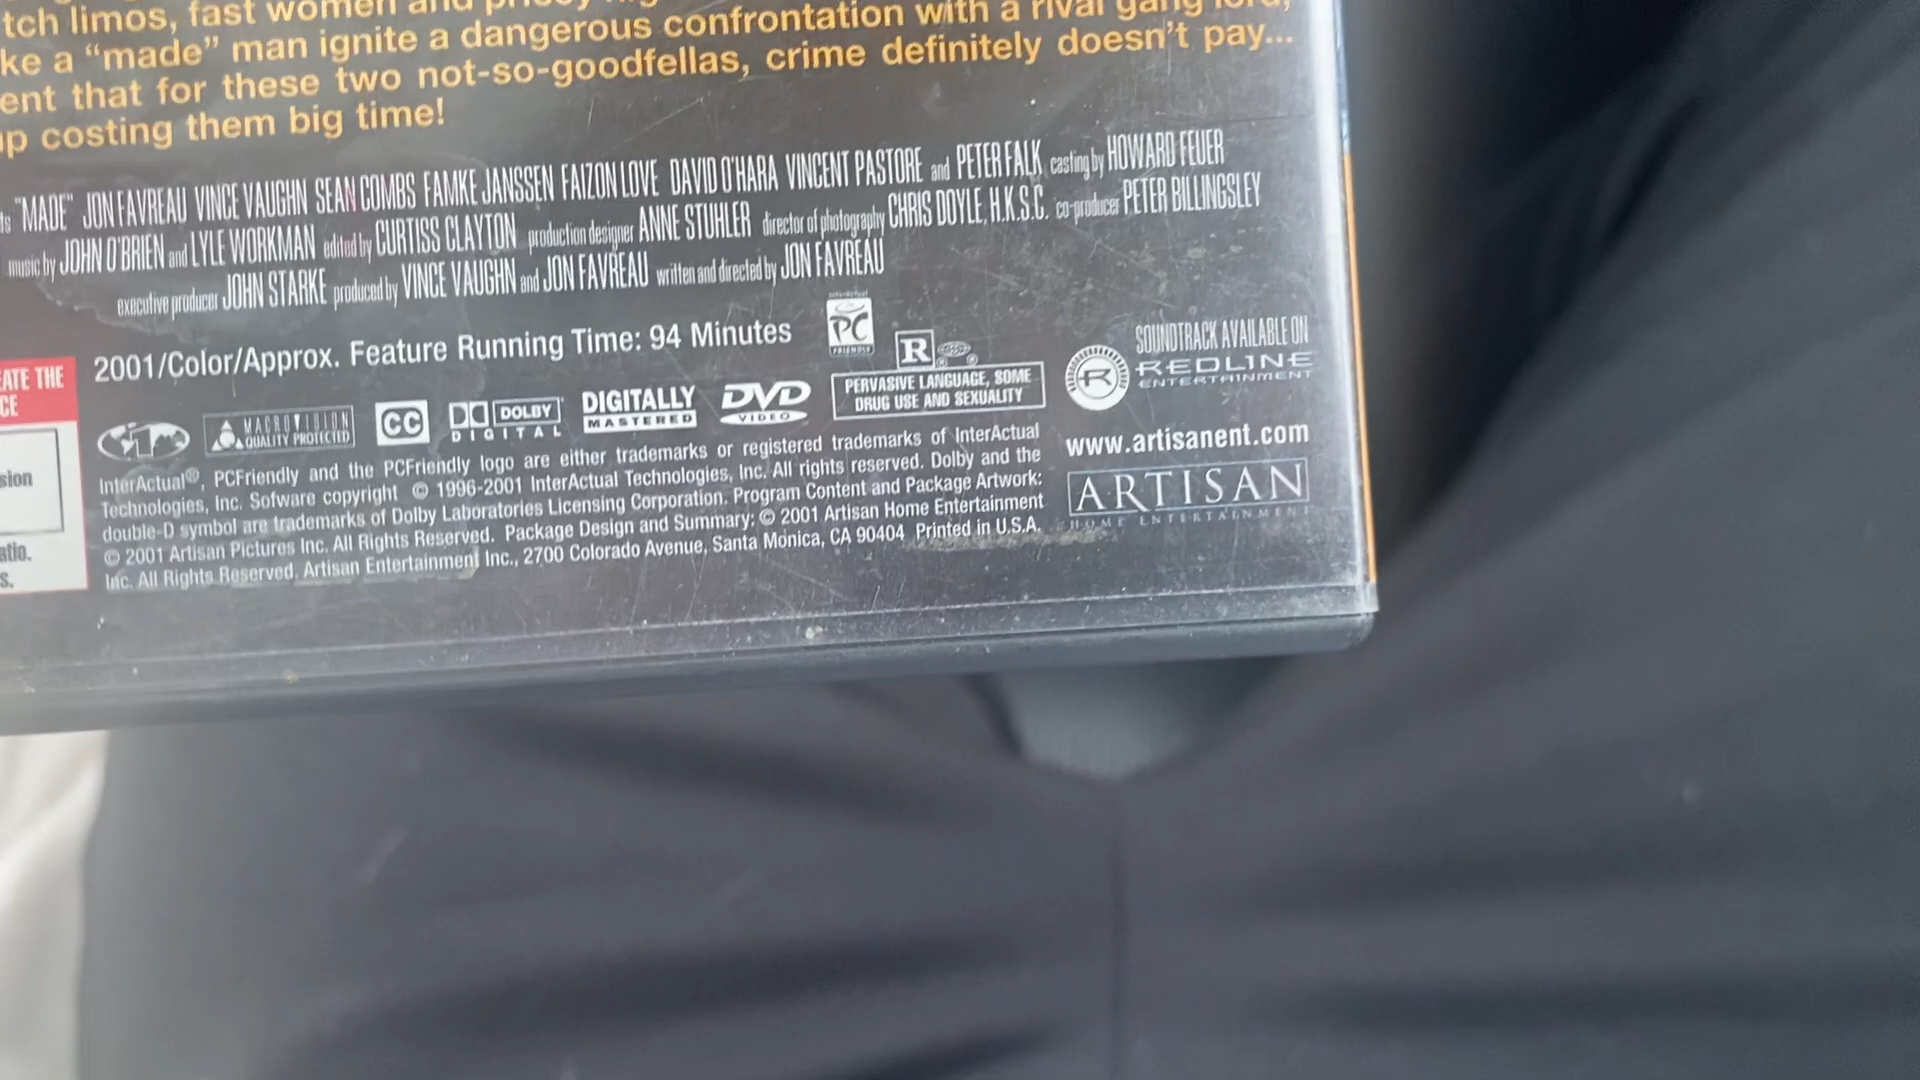 tch limos, fast women and
ke a “made” man ignite a dangerous confrontation with a rival gang lord,
ent that for these two not-so-goodfellas, crime definitely doesn’t pay...
up costing them big time!
"MADE" JON FAVREAU VINCE VAUGHN SEAN COMBS FAMKE JANSSEN FAIZON LOVE DAVID O'HARA VINCENT PASTORE and PETER FALK casting by HOWARD FEUER
music by JOHN O'BRIEN and LYLE WORKMAN edited by CURTISS CLAYTON production designer ANNE STUHLER director of photography CHRIS DOYLE, H.K.S.C. co-producer PETER BILLINGSLEY
executive producer JOHN STARKE produced by VINCE VAUGHN and JON FAVREAU written and directed by JON FAVREAU
2001/Color/Approx. Feature Running Time: 94 Minutes
PC
FRIENDLY
R
PERVASIVE LANGUAGE, SOME
DRUG USE AND SEXUALITY
SOUNDTRACK AVAILABLE ON
REDLINE
ENTERTAINMENT
EATE THE
CE
sion
atio.
s.
1
MACROVISION
QUALITY PROTECTED
CC
DOLBY
DIGITAL
DIGITALLY
MASTERED
DVD
VIDEO
www.artisanent.com
ARTISAN
HOME ENTERTAINMENT
InterActual®, PCFriendly and the PCFriendly logo are either trademarks or registered trademarks of InterActual
Technologies, Inc. Sofware copyright © 1996-2001 InterActual Technologies, Inc. All rights reserved. Dolby and the
double-D symbol are trademarks of Dolby Laboratories Licensing Corporation. Program Content and Package Artwork:
© 2001 Artisan Pictures Inc. All Rights Reserved. Package Design and Summary: © 2001 Artisan Home Entertainment
Inc. All Rights Reserved, Artisan Entertainment Inc., 2700 Colorado Avenue, Santa Monica, CA 90404 Printed in U.S.A.